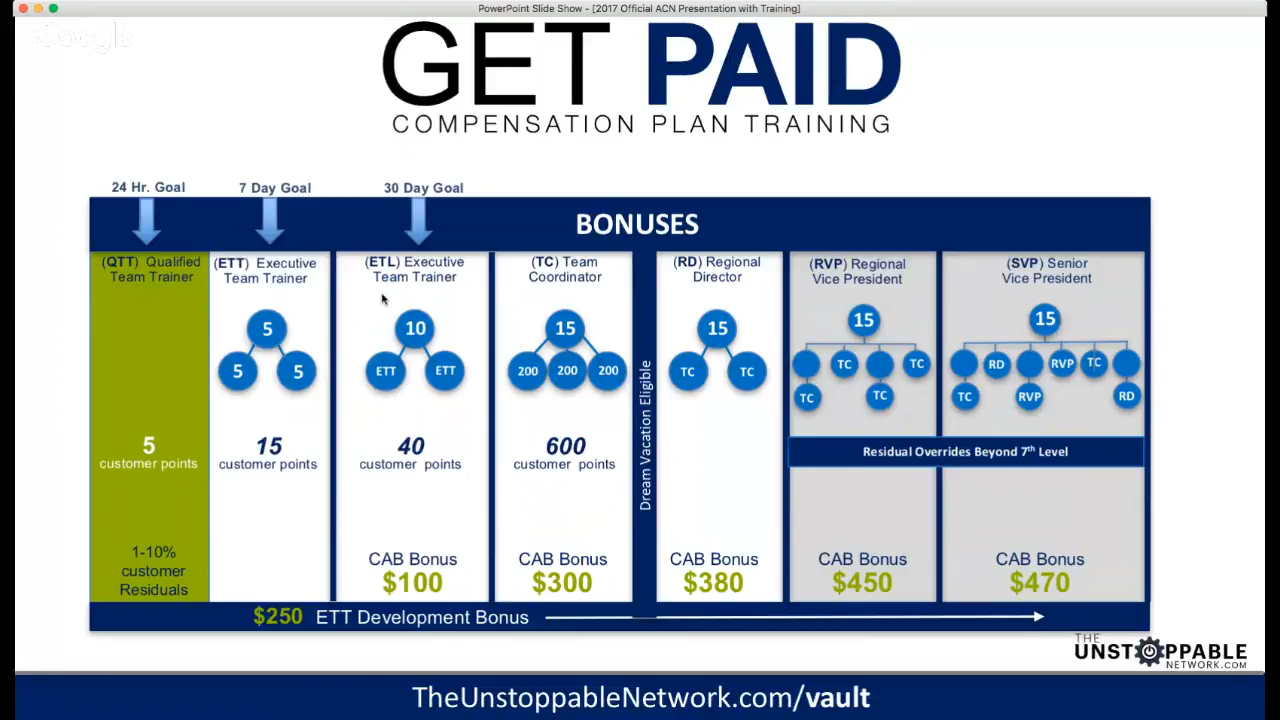 PowerPoint Slide Show - [2017 Official ACN Presentation with Training]
Google
GET PAID
COMPENSATION PLAN TRAINING
24 Hr. Goal
7 Day Goal
30 Day Goal
BONUSES
(QTT) Qualified
Team Trainer
5
customer points
1-10%
customer
Residuals
(ETT) Executive
Team Trainer
5
5 5
15
customer points
(ETL) Executive
Team Trainer
10
ETT ETT
40
customer points
CAB Bonus
$100
(TC) Team
Coordinator
15
200 200 200
600
customer points
CAB Bonus
$300
Dream Vacation Eligible
(RD) Regional
Director
15
TC TC
CAB Bonus
$380
(RVP) Regional
Vice President
15
TC TC
TC TC
(SVP) Senior
Vice President
15
RD RVP TC
TC RVP RD
Residual Overrides Beyond 7th Level
CAB Bonus
$450
CAB Bonus
$470
$250 ETT Development Bonus
THE
UNSTOPPABLE
NETWORK.COM
TheUnstoppableNetwork.com/vault